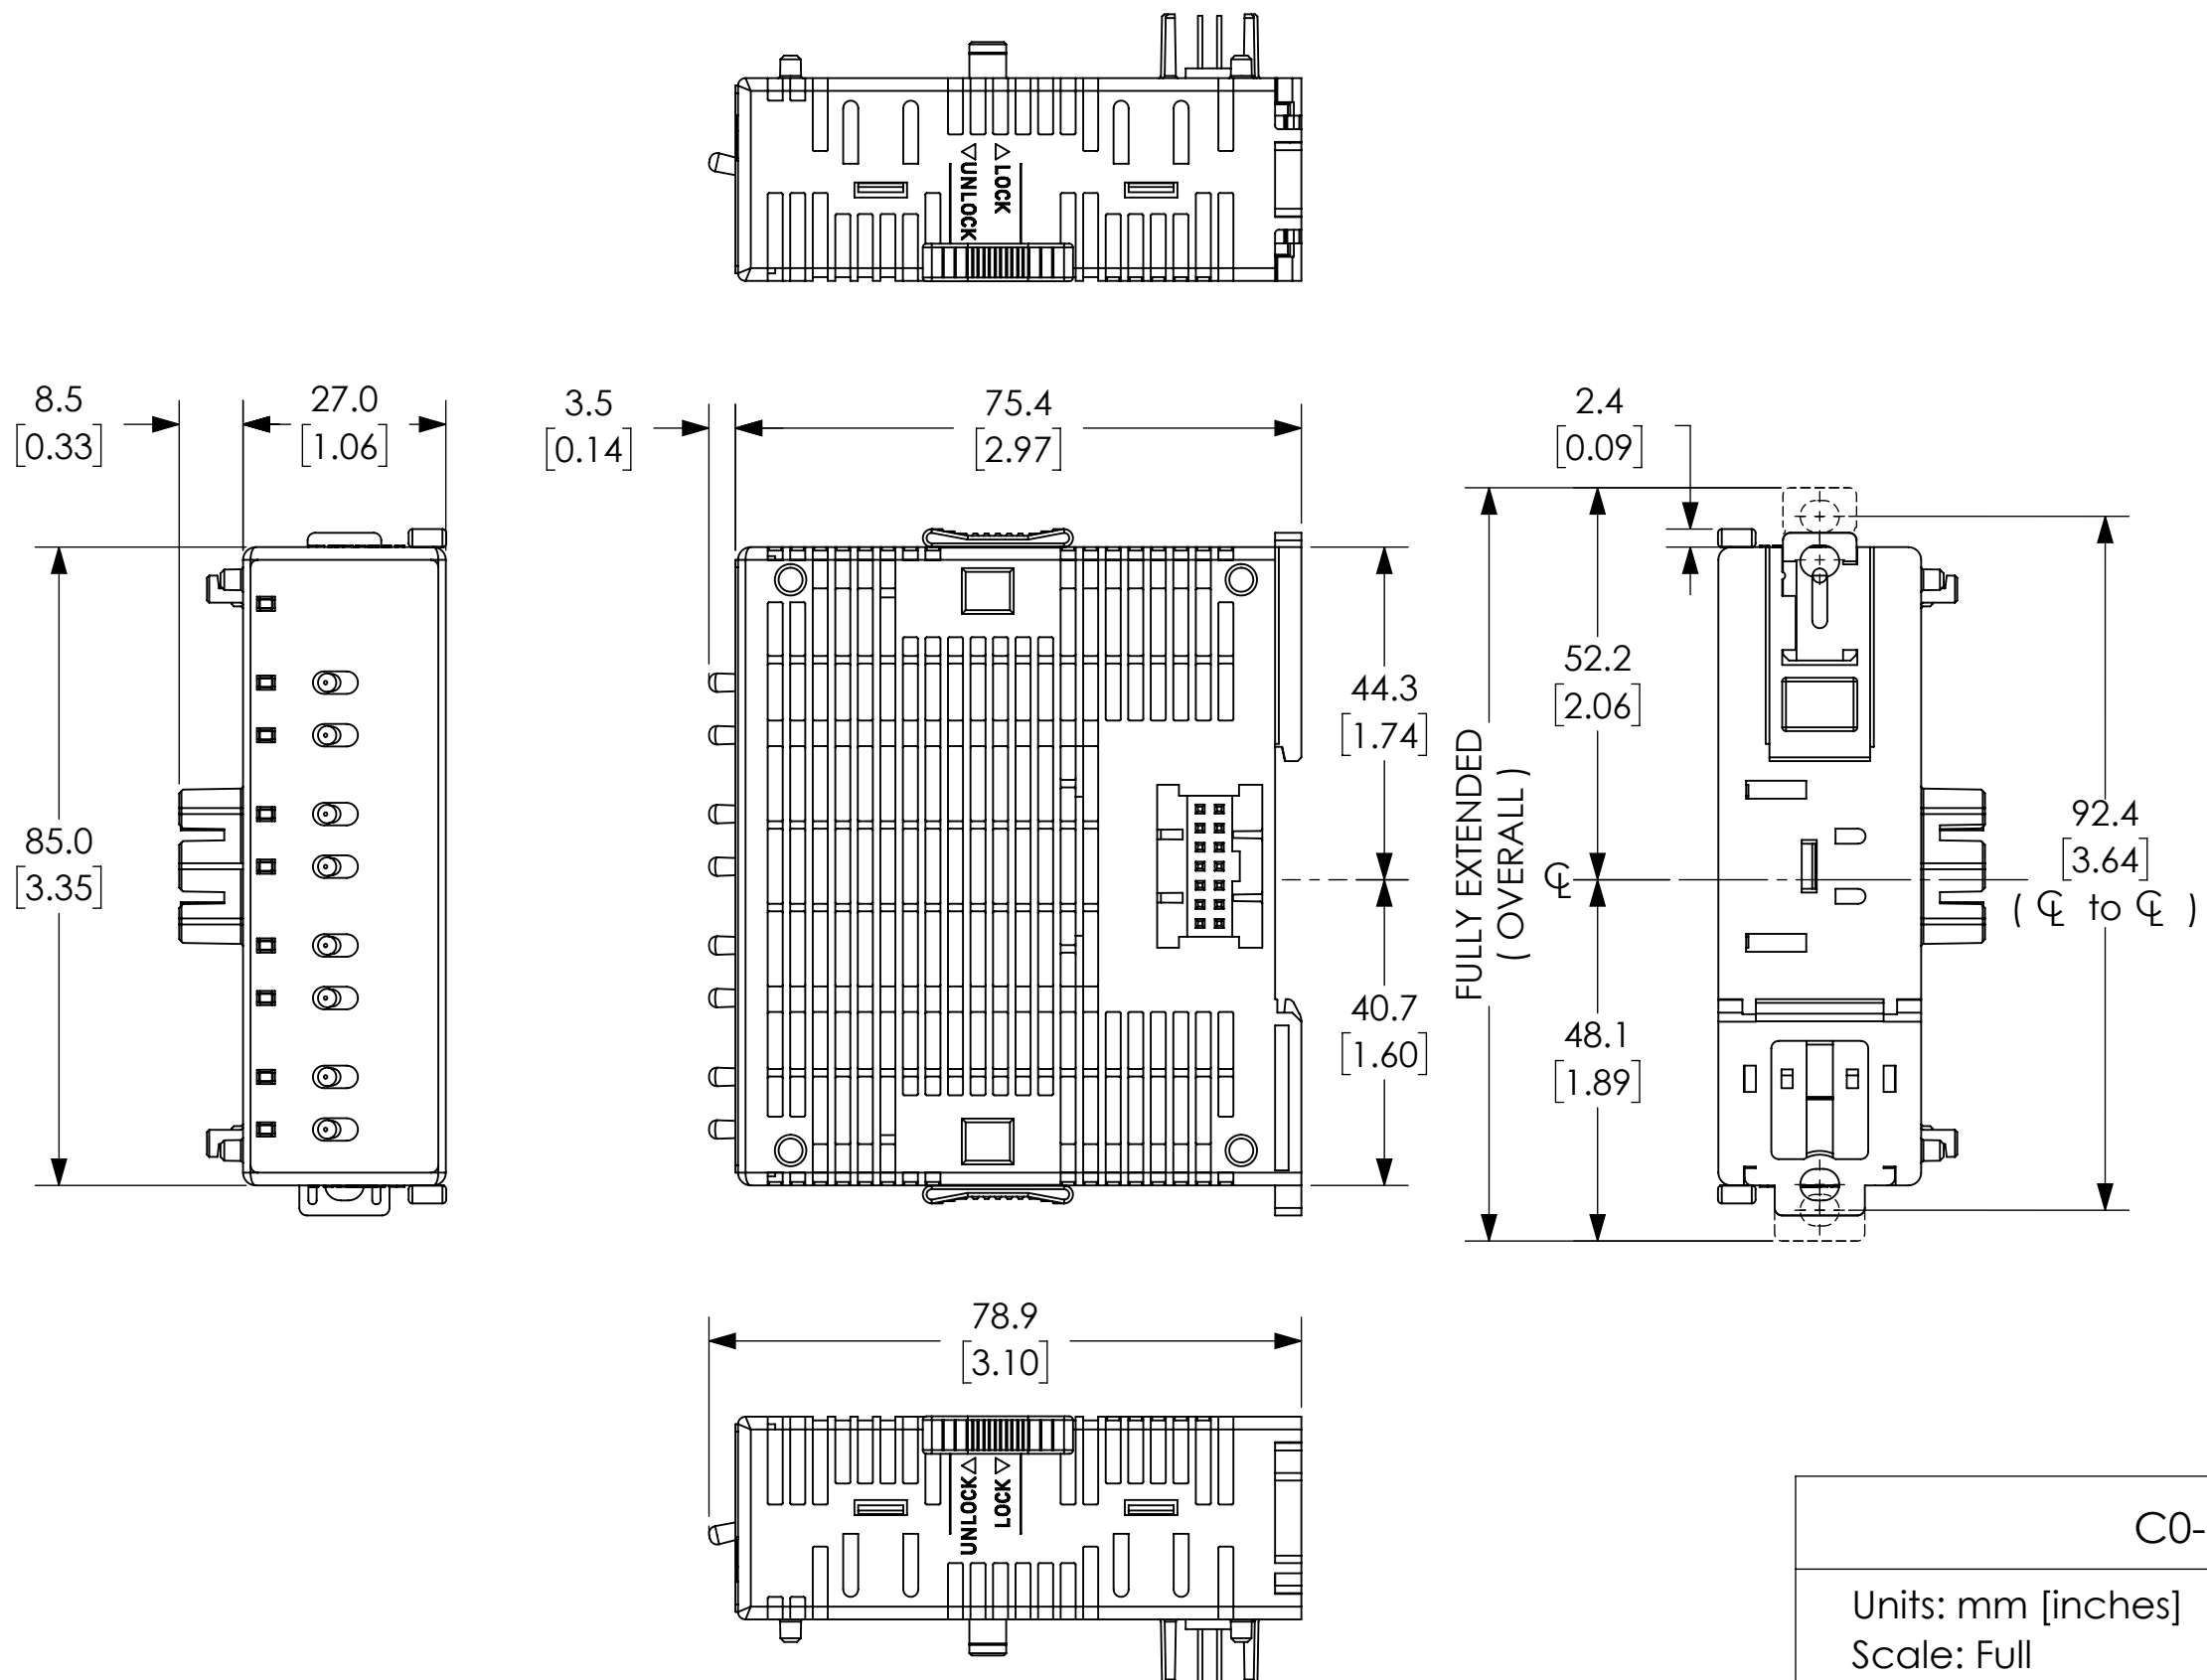 UNLOCK
LOCK
8.5
[0.33]
27.0
[1.06]
3.5
[0.14]
75.4
[2.97]
2.4
[0.09]
85.0
[3.35]
44.3
[1.74]
40.7
[1.60]
FULLY EXTENDED
( OVERALL )
52.2
[2.06]
℄
48.1
[1.89]
92.4
[3.64]
( ℄ to ℄ )
78.9
[3.10]
UNLOCK
LOCK
C0-
Units: mm [inches]
Scale: Full